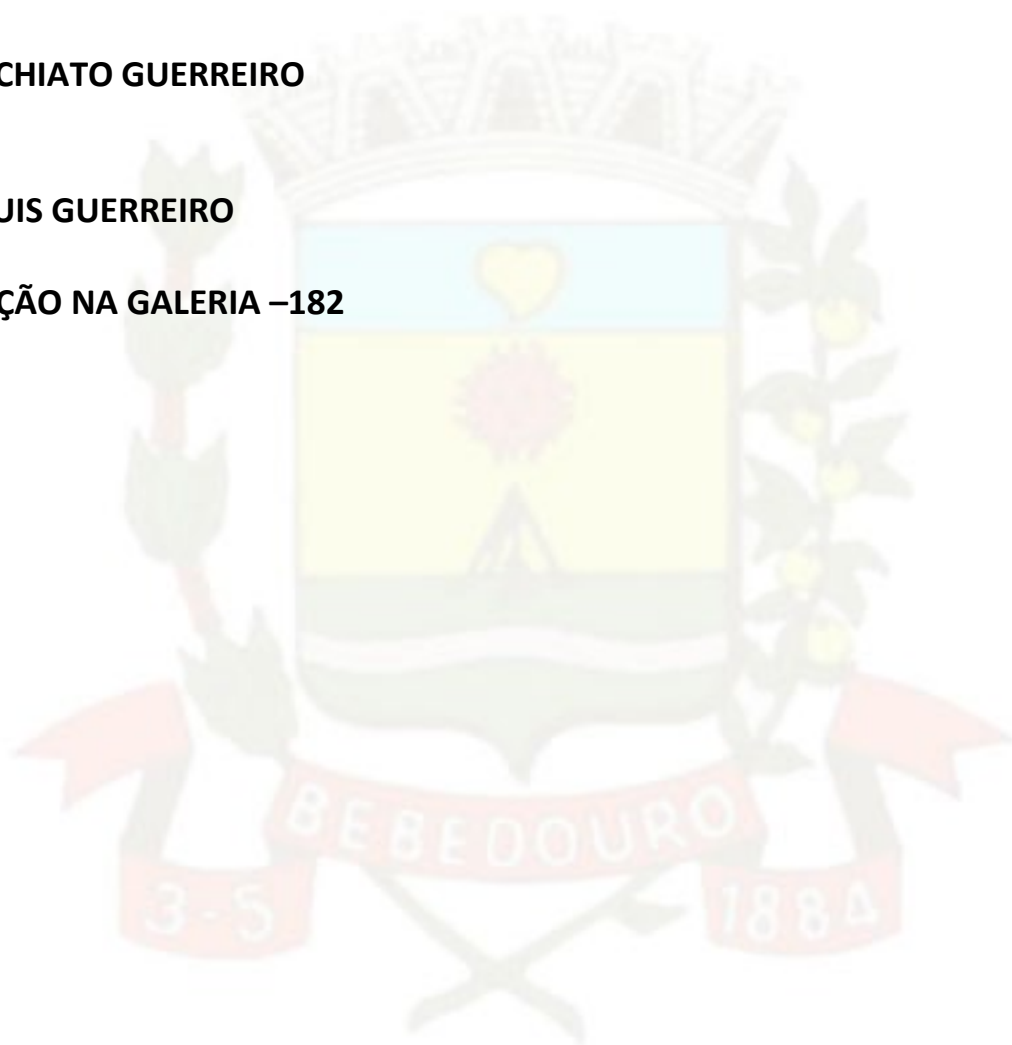 CHIATO GUERREIRO
UIS GUERREIRO
ÇÃO NA GALERIA –182
BEBEDOURO
3-5 1884